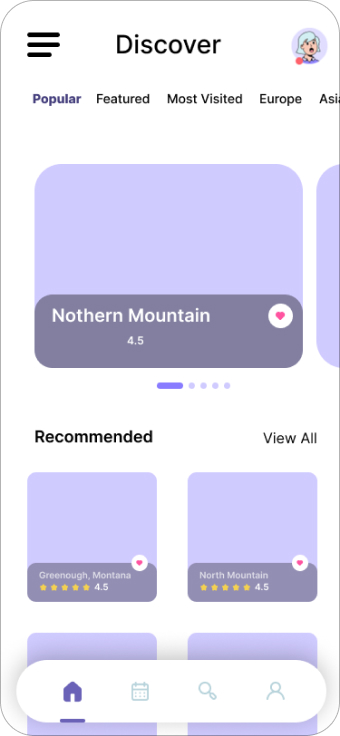 Discover
Popular Featured Most Visited Europe Asia
Nothern Mountain
4.5
Recommended View All
Greenough, Montana
4.5
North Mountain
4.5